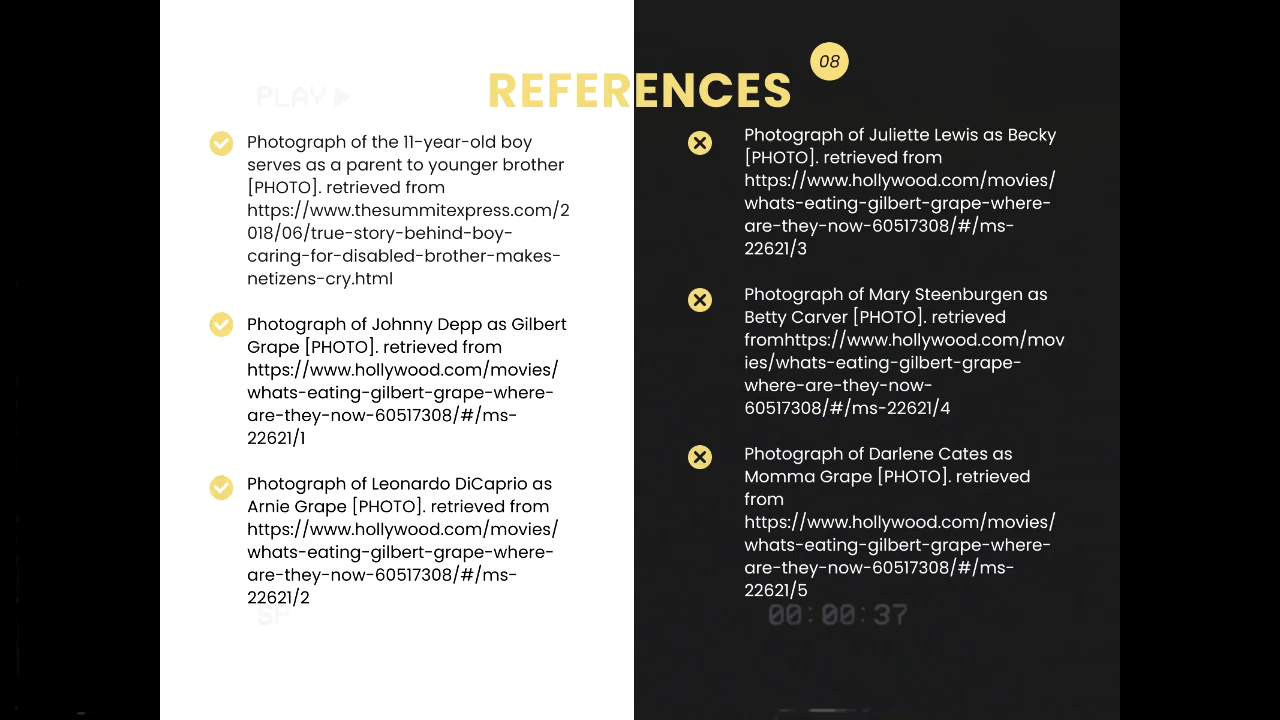 08
REFERENCES
PLAY
Photograph of the 11-year-old boy
serves as a parent to younger brother
[PHOTO]. retrieved from
https://www.thesummitexpress.com/2
018/06/true-story-behind-boy-
caring-for-disabled-brother-makes-
netizens-cry.html
Photograph of Johnny Depp as Gilbert
Grape [PHOTO]. retrieved from
https://www.hollywood.com/movies/
whats-eating-gilbert-grape-where-
are-they-now-60517308/#/ms-
22621/1
Photograph of Leonardo DiCaprio as
Arnie Grape [PHOTO]. retrieved from
https://www.hollywood.com/movies/
whats-eating-gilbert-grape-where-
are-they-now-60517308/#/ms-
22621/2
SP
Photograph of Juliette Lewis as Becky
[PHOTO]. retrieved from
https://www.hollywood.com/movies/
whats-eating-gilbert-grape-where-
are-they-now-60517308/#/ms-
22621/3
Photograph of Mary Steenburgen as
Betty Carver [PHOTO]. retrieved
fromhttps://www.hollywood.com/mov
ies/whats-eating-gilbert-grape-
where-are-they-now-
60517308/#/ms-22621/4
Photograph of Darlene Cates as
Momma Grape [PHOTO]. retrieved
from
https://www.hollywood.com/movies/
whats-eating-gilbert-grape-where-
are-they-now-60517308/#/ms-
22621/5
00:00:37